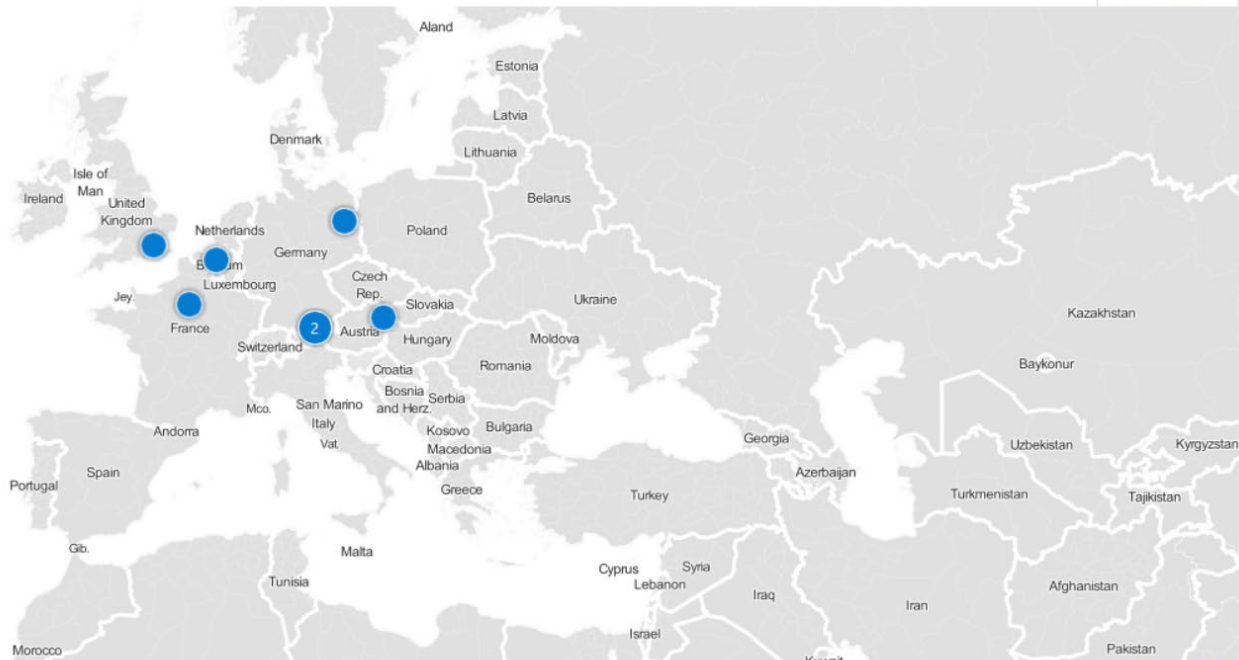 Aland
Estonia
Latvia
Denmark
Lithuania
Isle of
Man
Ireland
United
Kingdom
Belarus
Netherlands
Poland
Germany
Czech
Rep.
Luxembourg
Jey.
Slovakia
Ukraine
Kazakhstan
France
2
Austria
Hungary
Moldova
Switzerland
Romania
Baykonur
Croatia
Bosnia
and Herz.
Serbia
Mco.
San Marino
Italy
Vat.
Andorra
Kosovo
Bulgaria
Macedonia
Albania
Georgia
Uzbekistan
Kyrgyzstan
Azerbaijan
Spain
Portugal
Greece
Turkey
Turkmenistan
Tajikistan
Gib.
Malta
Tunisia
Cyprus
Lebanon
Syria
Iraq
Afghanistan
Iran
Israel
Morocco
Pakistan